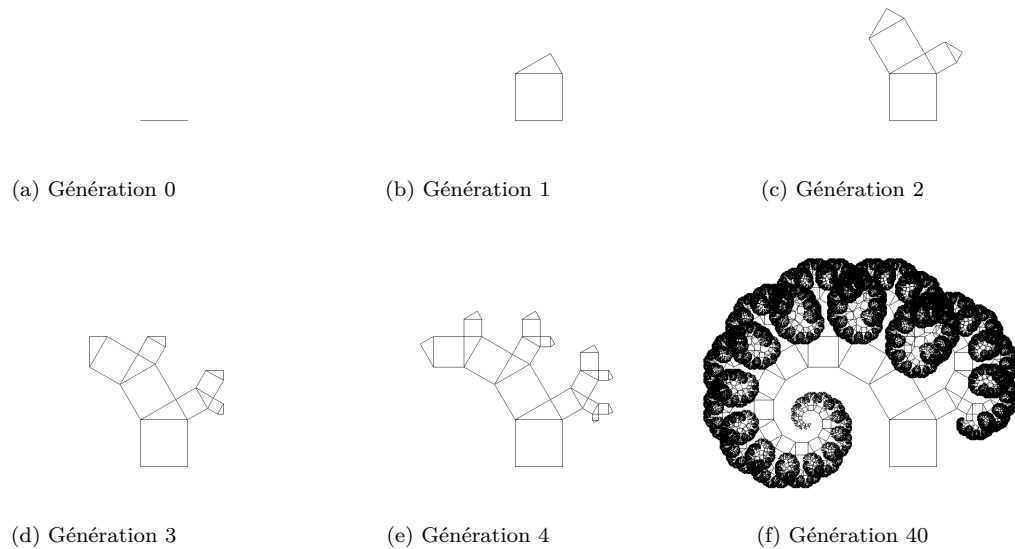 (a) Génération 0
(b) Génération 1
(c) Génération 2
(d) Génération 3
(e) Génération 4
(f) Génération 40